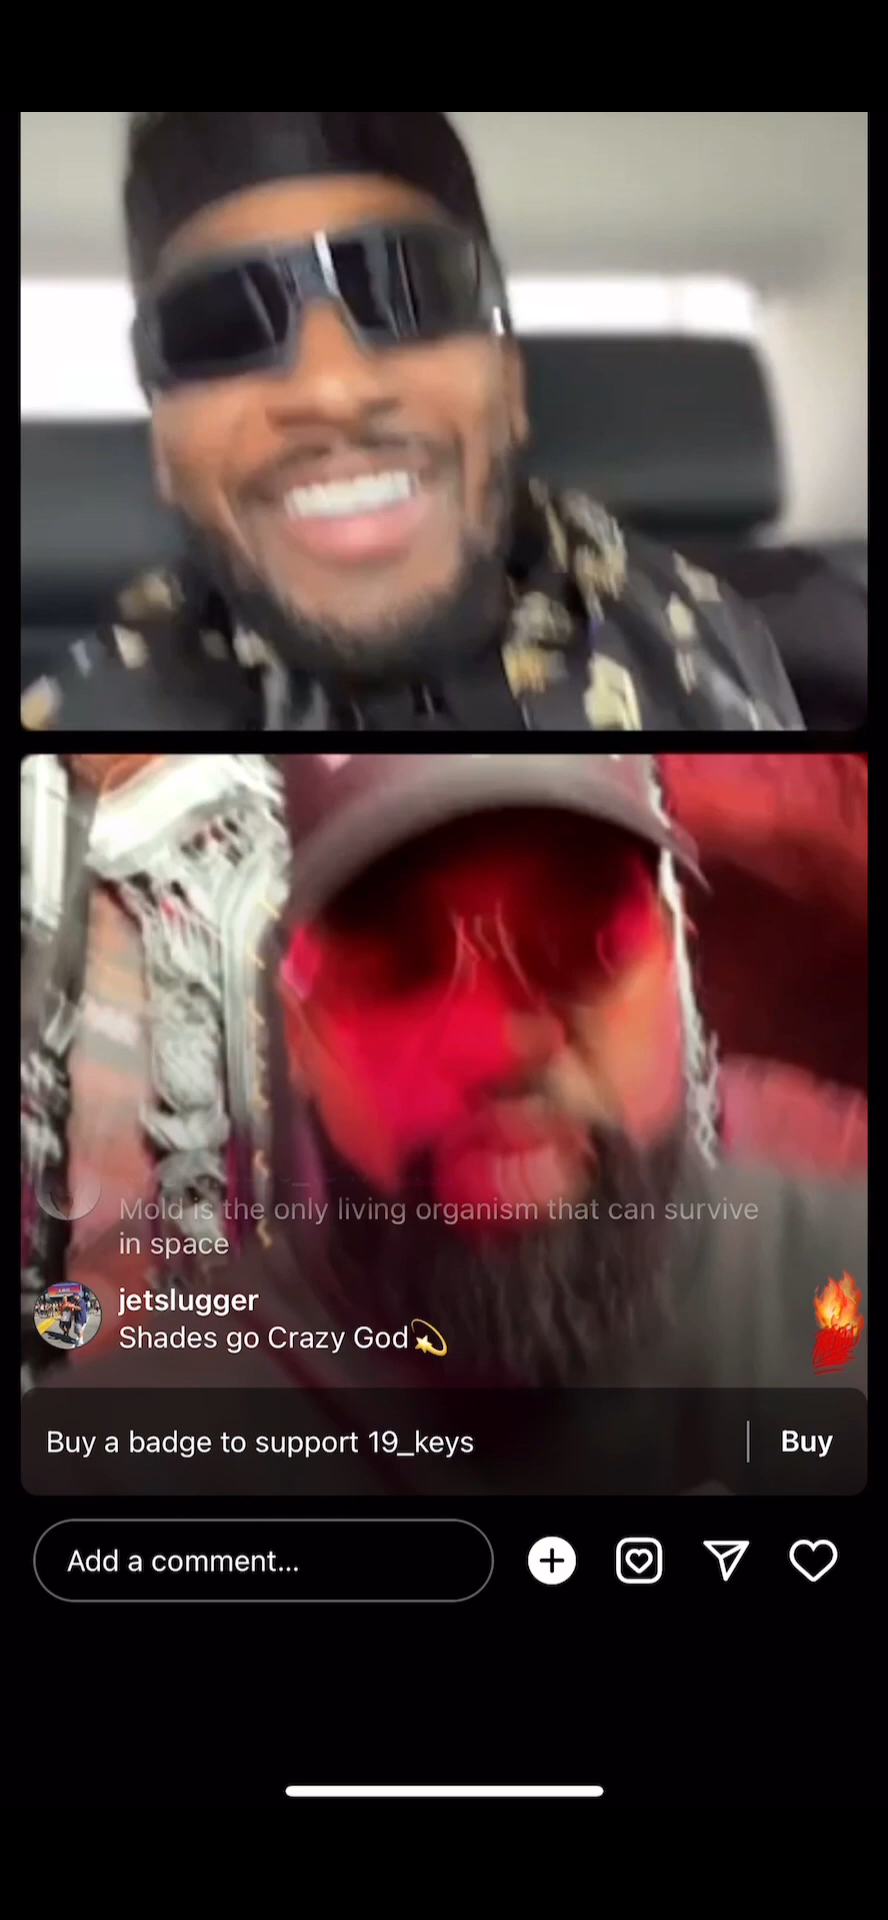 Mold is the only living organism that can survive
in space
jetslugger
Shades go Crazy God💫
Buy a badge to support 19_keys
Buy
Add a comment...